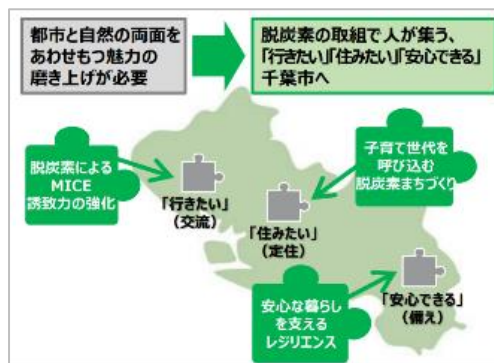 都市と自然の両面を
あわせもつ魅力の
磨き上げが必要
脱炭素の取組で人が集う、
「行きたい」「住みたい」「安心できる」
千葉市へ
脱炭素による
MICE
誘致力の強化
「行きたい」
(交流)
子育て世代を
呼び込む
脱炭素まちづくり
「住みたい」
(定住)
安心な暮らし
を支える
レジリエンス
「安心できる」
(備え)